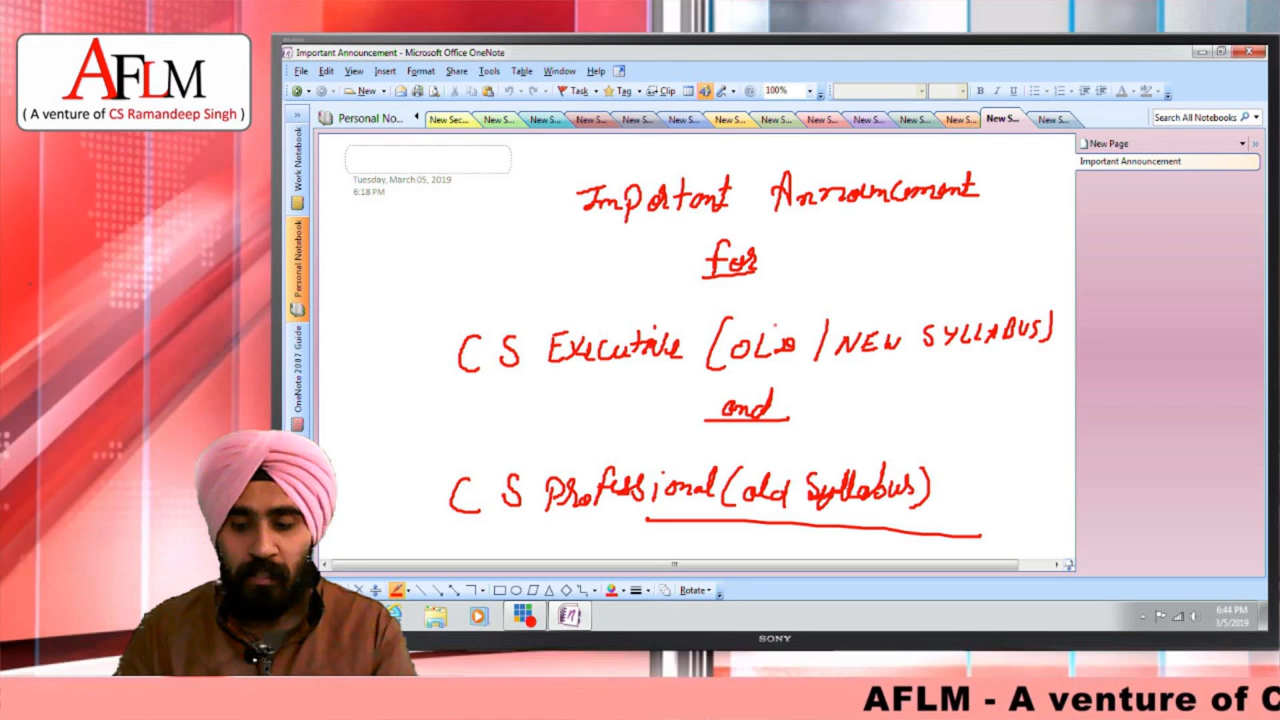 AFLM
( A venture of CS Ramandeep Singh )
Important Announcement - Microsoft Office OneNote
File Edit View Insert Format Share Tools Table Window Help
New Task Tag Clip 100% B I U A
Personal No... New Sec... New S... New S... New S... New S... New S... New S... New S... New S... New S... New S... New S... New S... New S... Search All Notebooks
Work Notebook
Personal Notebook
OneNote 2007 Guide
New Page
Important Announcement
Tuesday, March 05, 2019
6:18 PM
Important Announcement
for
CS Executive (OLD / NEW SYLLABUS)
and
CS Professional (old Syllabus)
Rotate
6:44 PM
3/5/2019
SONY
AFLM - A venture of C